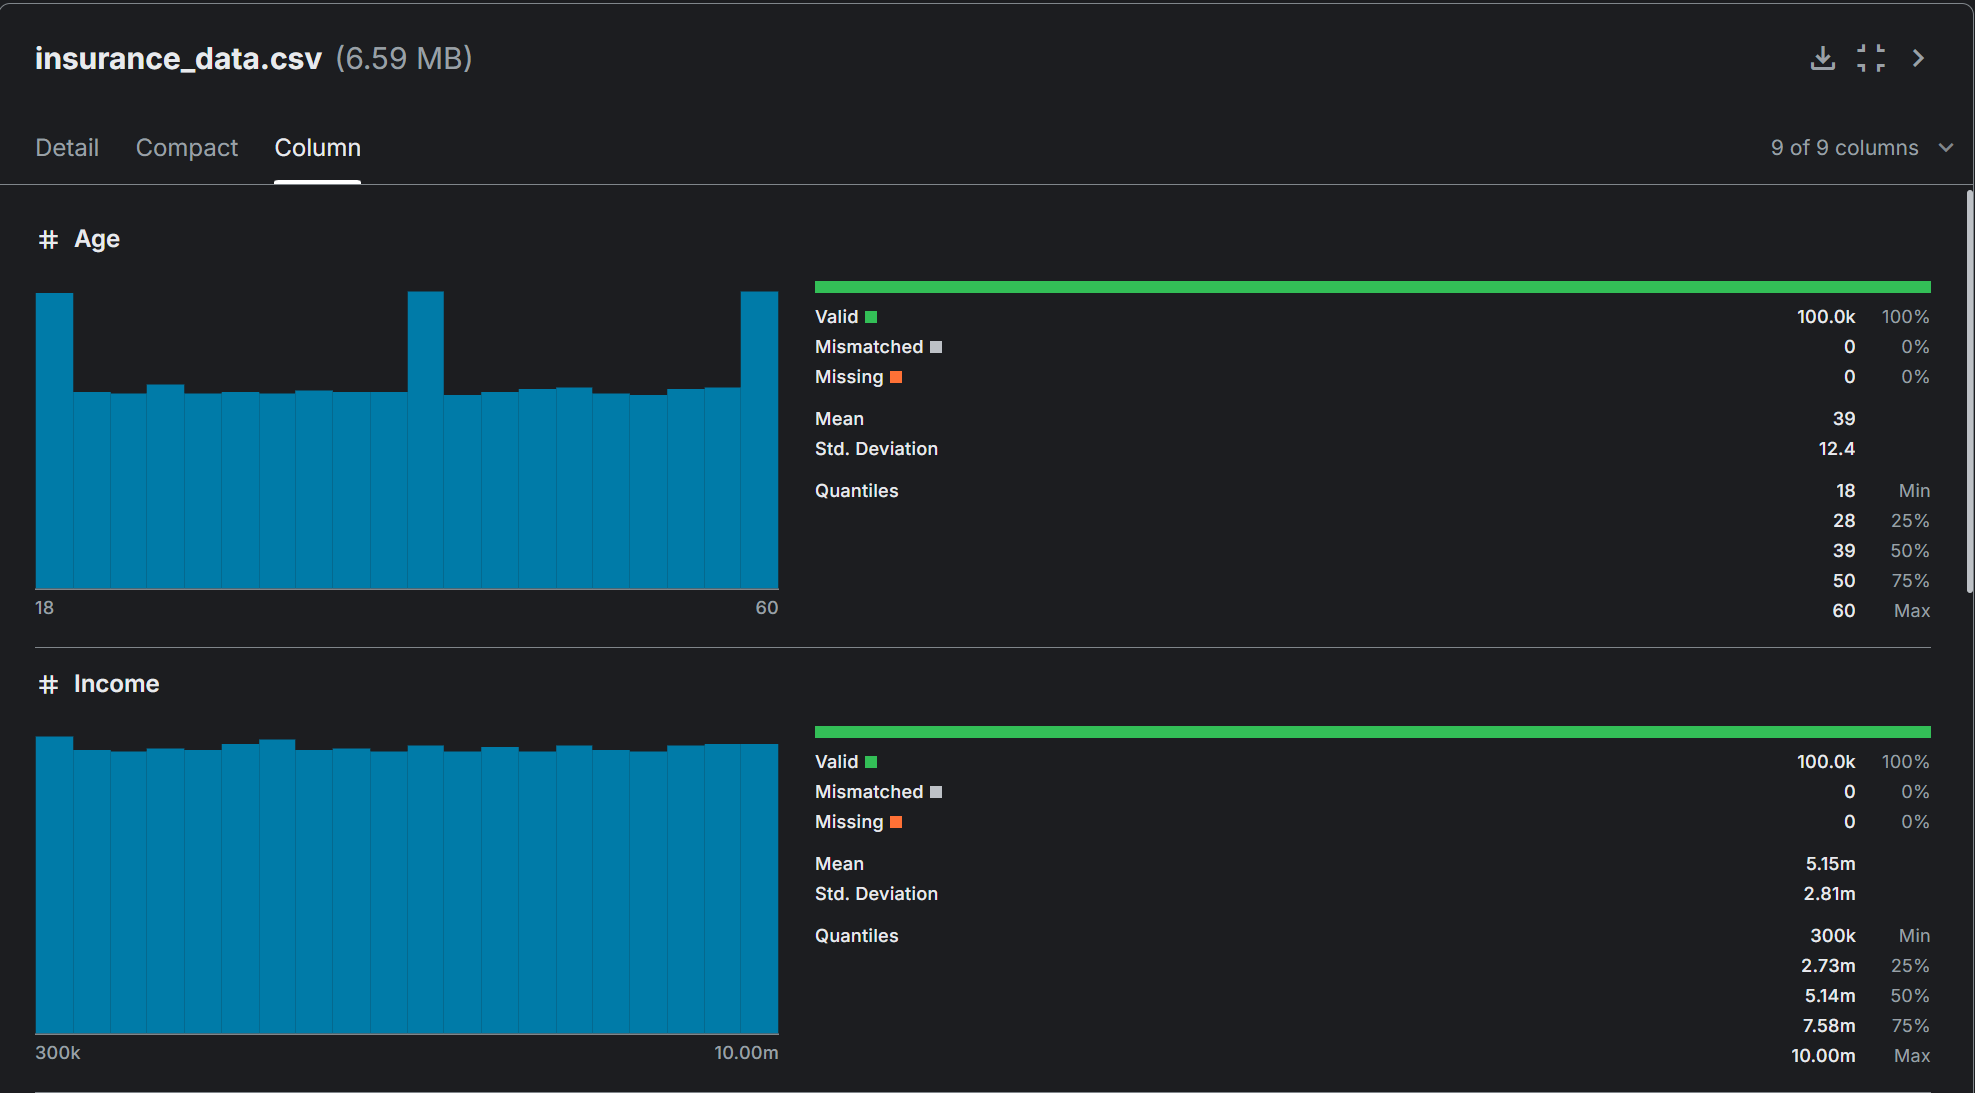 insurance_data.csv (6.59 MB)
Detail Compact Column 9 of 9 columns
# Age
18 60
Valid 100.0k 100%
Mismatched 0 0%
Missing 0 0%
Mean 39
Std. Deviation 12.4
Quantiles 18 Min
28 25%
39 50%
50 75%
60 Max
# Income
300k 10.00m
Valid 100.0k 100%
Mismatched 0 0%
Missing 0 0%
Mean 5.15m
Std. Deviation 2.81m
Quantiles 300k Min
2.73m 25%
5.14m 50%
7.58m 75%
10.00m Max